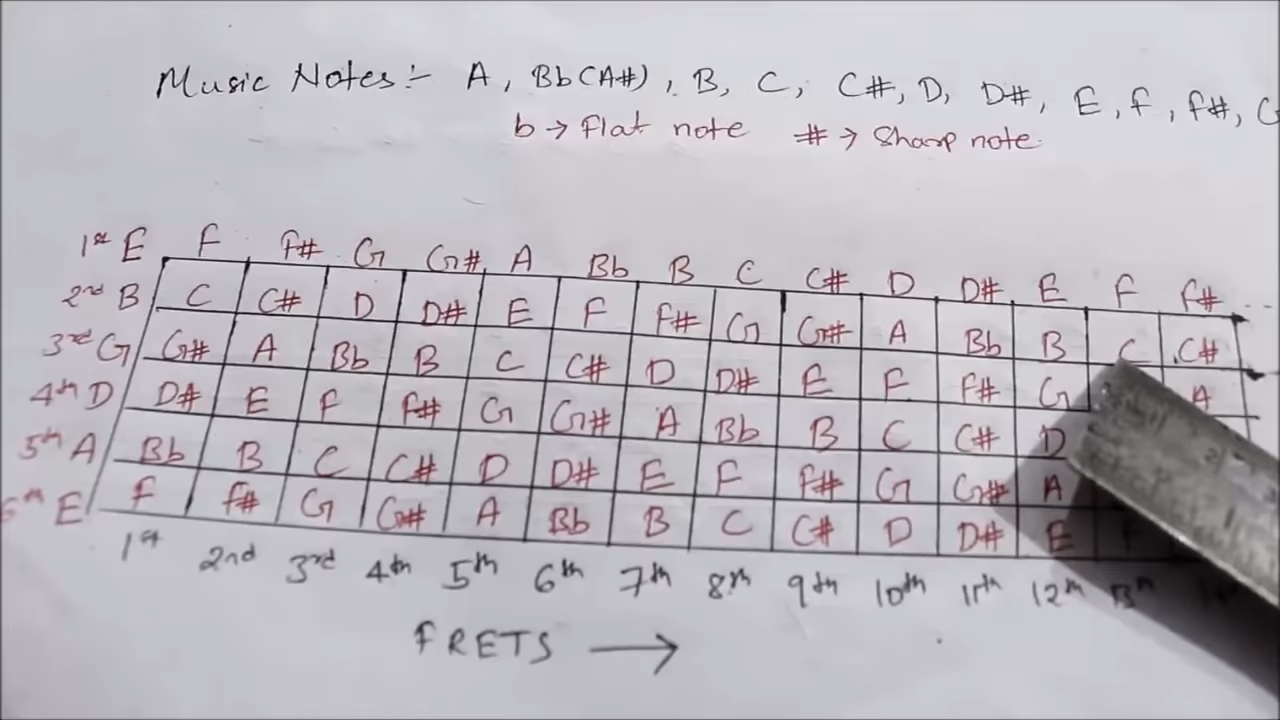 Music Notes:- A, Bb(A#), B, C, C#, D, D#, E, F, F#, G
b → Flat note # → Sharp note
1st E F F# G G# A Bb B C C# D D# E F F#
2nd B C C# D D# E F F# G G# A Bb B C C#
3rd G G# A Bb B C C# D D# E F F# G A
4th D D# E F F# G G# A Bb B C C# D
5th A Bb B C C# D D# E F F# G G# A
6th E F F# G G# A Bb B C C# D D# E F
1st 2nd 3rd 4th 5th 6th 7th 8th 9th 10th 11th 12th 13th
FRETS →